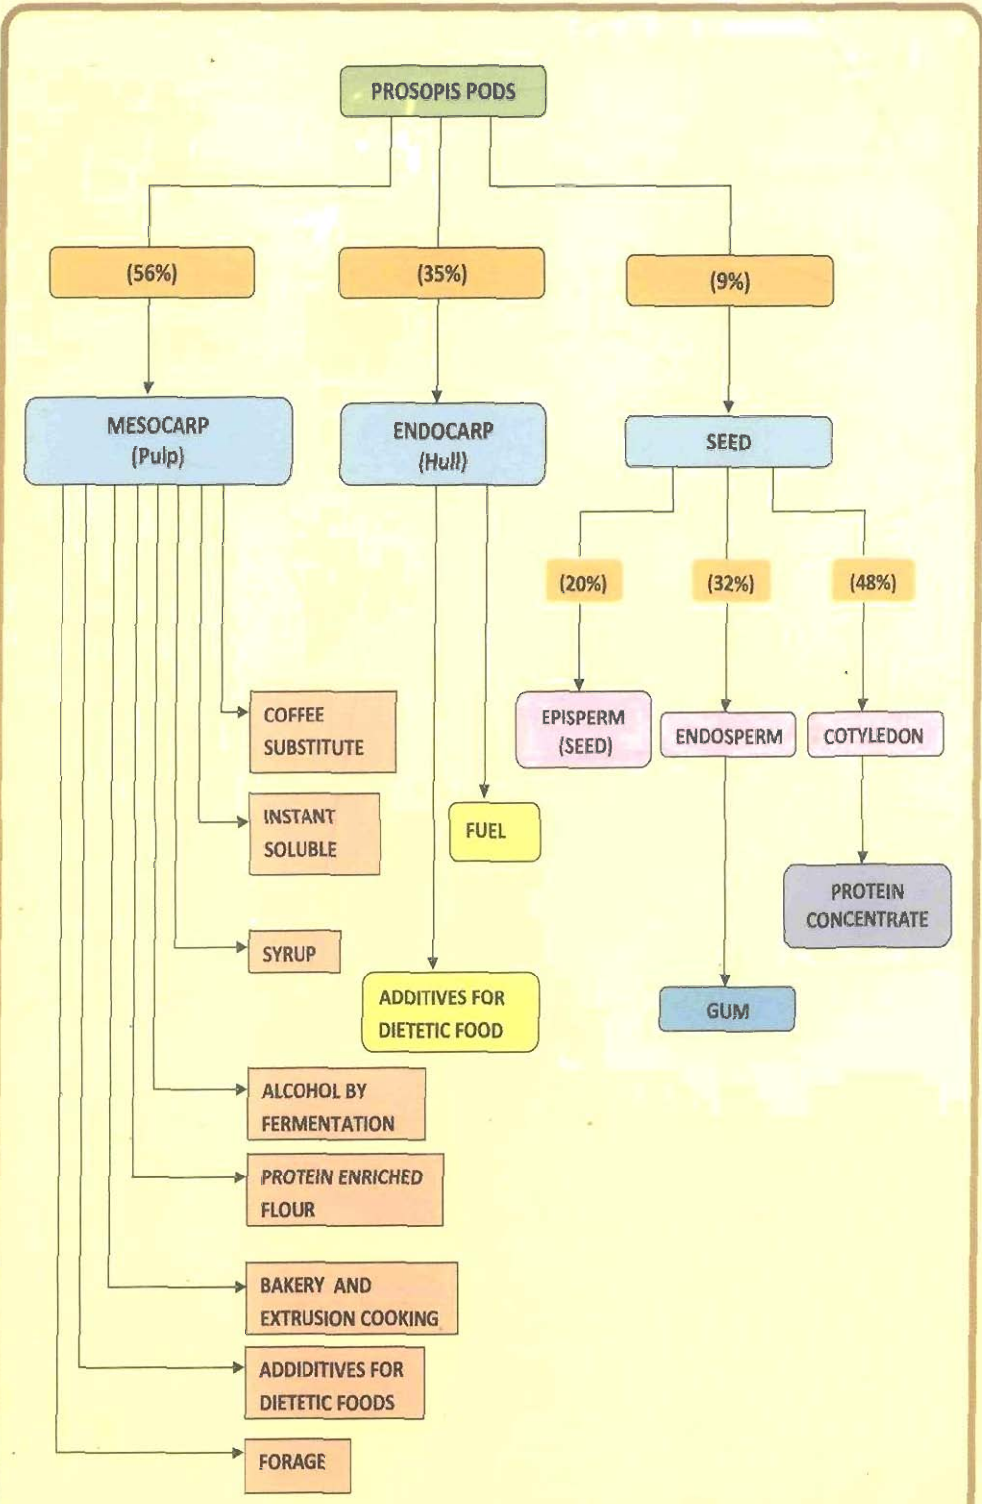 PROSOPIS PODS
(56%)
(35%)
(9%)
MESOCARP
(Pulp)
ENDOCARP
(Hull)
SEED
(20%)
(32%)
(48%)
EPISPERM
(SEED)
ENDOSPERM
COTYLEDON
COFFEE
SUBSTITUTE
INSTANT
SOLUBLE
FUEL
PROTEIN
CONCENTRATE
SYRUP
ADDITIVES FOR
DIETETIC FOOD
GUM
ALCOHOL BY
FERMENTATION
PROTEIN ENRICHED
FLOUR
BAKERY AND
EXTRUSION COOKING
ADDIDITIVES FOR
DIETETIC FOODS
FORAGE